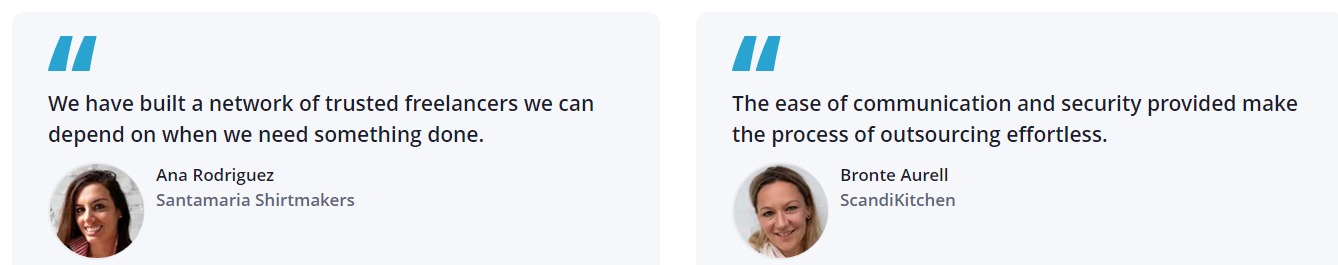 We have built a network of trusted freelancers we can
depend on when we need something done.
Ana Rodriguez
Santamaria Shirtmakers
The ease of communication and security provided make
the process of outsourcing effortless.
Bronte Aurell
ScandiKitchen